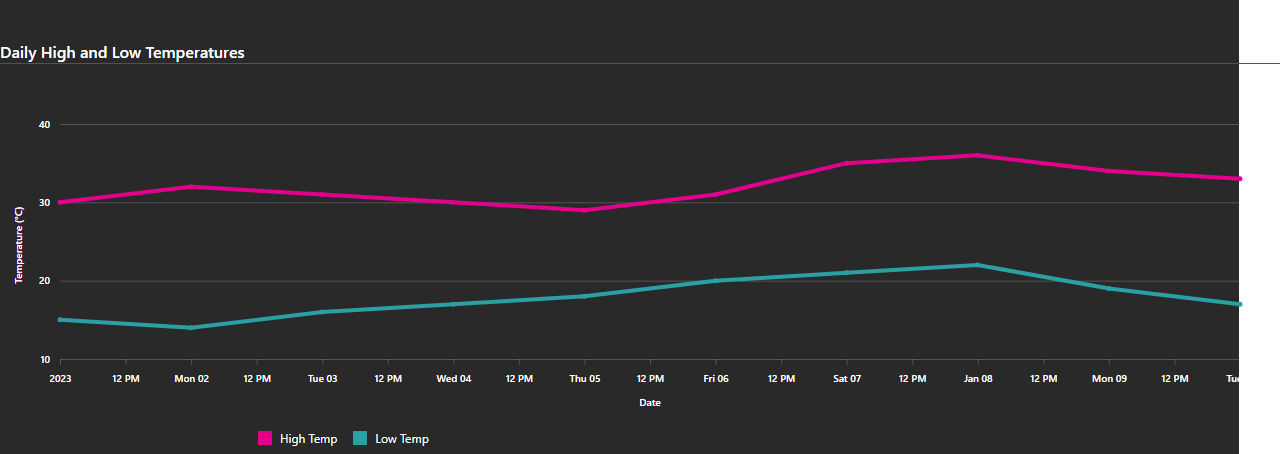 Daily High and Low Temperatures
40
30
20
10
Temperature (°C)
2023 12 PM Mon 02 12 PM Tue 03 12 PM Wed 04 12 PM Thu 05 12 PM Fri 06 12 PM Sat 07 12 PM Jan 08 12 PM Mon 09 12 PM Tue
Date
High Temp Low Temp